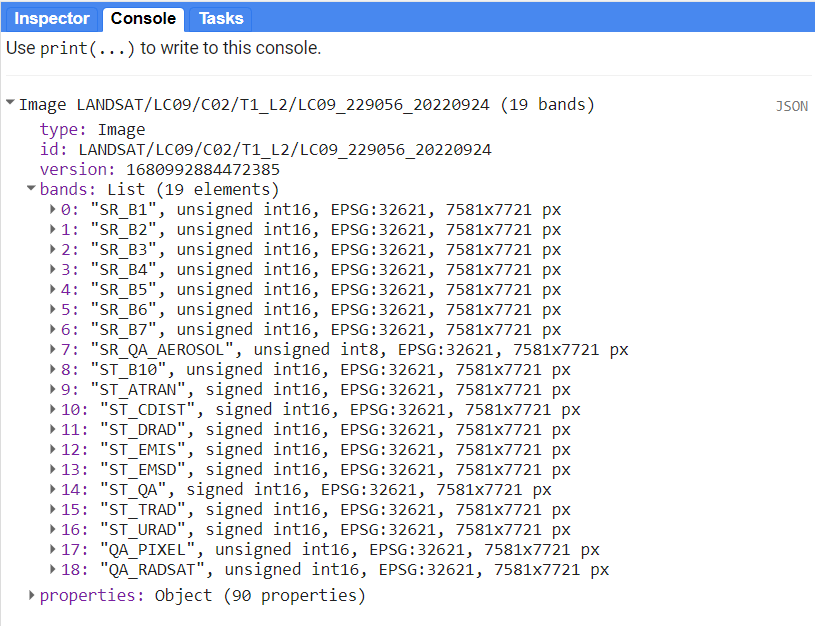 Inspector Console Tasks
Use print(...) to write to this console.
Image LANDSAT/LC09/C02/T1_L2/LC09_229056_20220924 (19 bands) JSON
type: Image
id: LANDSAT/LC09/C02/T1_L2/LC09_229056_20220924
version: 1680992884472385
bands: List (19 elements)
0: "SR_B1", unsigned int16, EPSG:32621, 7581x7721 px
1: "SR_B2", unsigned int16, EPSG:32621, 7581x7721 px
2: "SR_B3", unsigned int16, EPSG:32621, 7581x7721 px
3: "SR_B4", unsigned int16, EPSG:32621, 7581x7721 px
4: "SR_B5", unsigned int16, EPSG:32621, 7581x7721 px
5: "SR_B6", unsigned int16, EPSG:32621, 7581x7721 px
6: "SR_B7", unsigned int16, EPSG:32621, 7581x7721 px
7: "SR_QA_AEROSOL", unsigned int8, EPSG:32621, 7581x7721 px
8: "ST_B10", unsigned int16, EPSG:32621, 7581x7721 px
9: "ST_ATRAN", signed int16, EPSG:32621, 7581x7721 px
10: "ST_CDIST", signed int16, EPSG:32621, 7581x7721 px
11: "ST_DRAD", signed int16, EPSG:32621, 7581x7721 px
12: "ST_EMIS", signed int16, EPSG:32621, 7581x7721 px
13: "ST_EMSD", signed int16, EPSG:32621, 7581x7721 px
14: "ST_QA", signed int16, EPSG:32621, 7581x7721 px
15: "ST_TRAD", signed int16, EPSG:32621, 7581x7721 px
16: "ST_URAD", signed int16, EPSG:32621, 7581x7721 px
17: "QA_PIXEL", unsigned int16, EPSG:32621, 7581x7721 px
18: "QA_RADSAT", unsigned int16, EPSG:32621, 7581x7721 px
properties: Object (90 properties)